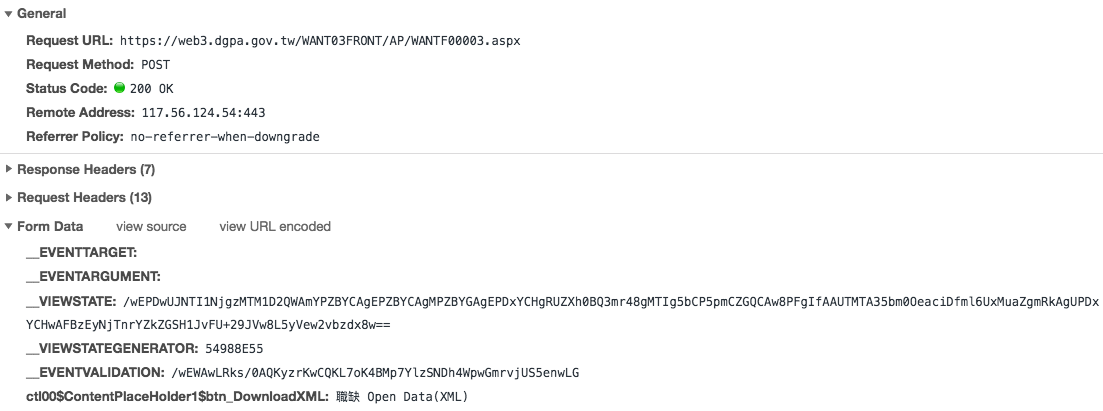 General
Request URL: https://web3.dgpa.gov.tw/WANT03FRONT/AP/WANTF00003.aspx
Request Method: POST
Status Code: 200 OK
Remote Address: 117.56.124.54:443
Referrer Policy: no-referrer-when-downgrade
Response Headers (7)
Request Headers (13)
Form Data view source view URL encoded
__EVENTTARGET:
__EVENTARGUMENT:
__VIEWSTATE: /wEPDwUJNTI1NjgzMTM1D2QWAmYPZBYCAgEPZBYCAgMPZBYGAgEPDxYCHgRUZXh0BQ3mr48gMTIg5bCP5pmCZGQCAw8PFgIfAAUTMTA35bm0OeaciDfml6UxMuaZgmRkAgUPDx
YCHwAFBzEyNjTnrYZkZGSH1JvFU+29JVw8L5yVew2vbzdx8w==
__VIEWSTATEGENERATOR: 54988E55
__EVENTVALIDATION: /wEWAwLRks/0AQKyzrKwCQKL7oK4BMp7YlzSNDh4WpwGmrvjUS5enwLG
ctl00$ContentPlaceHolder1$btn_DownloadXML: 職缺 Open Data(XML)